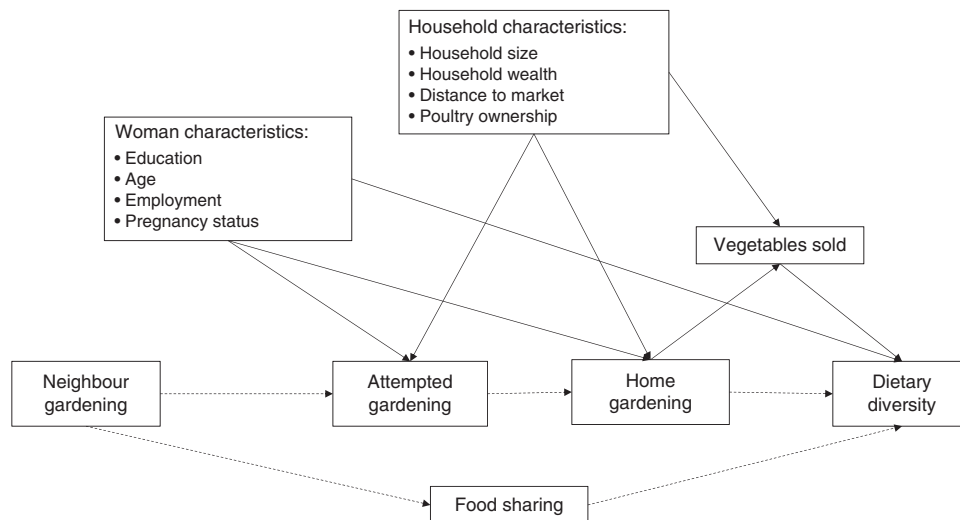 Household characteristics:
• Household size
• Household wealth
• Distance to market
• Poultry ownership
Woman characteristics:
• Education
• Age
• Employment
• Pregnancy status
Vegetables sold
Neighbour
gardening
Attempted
gardening
Home
gardening
Dietary
diversity
Food sharing